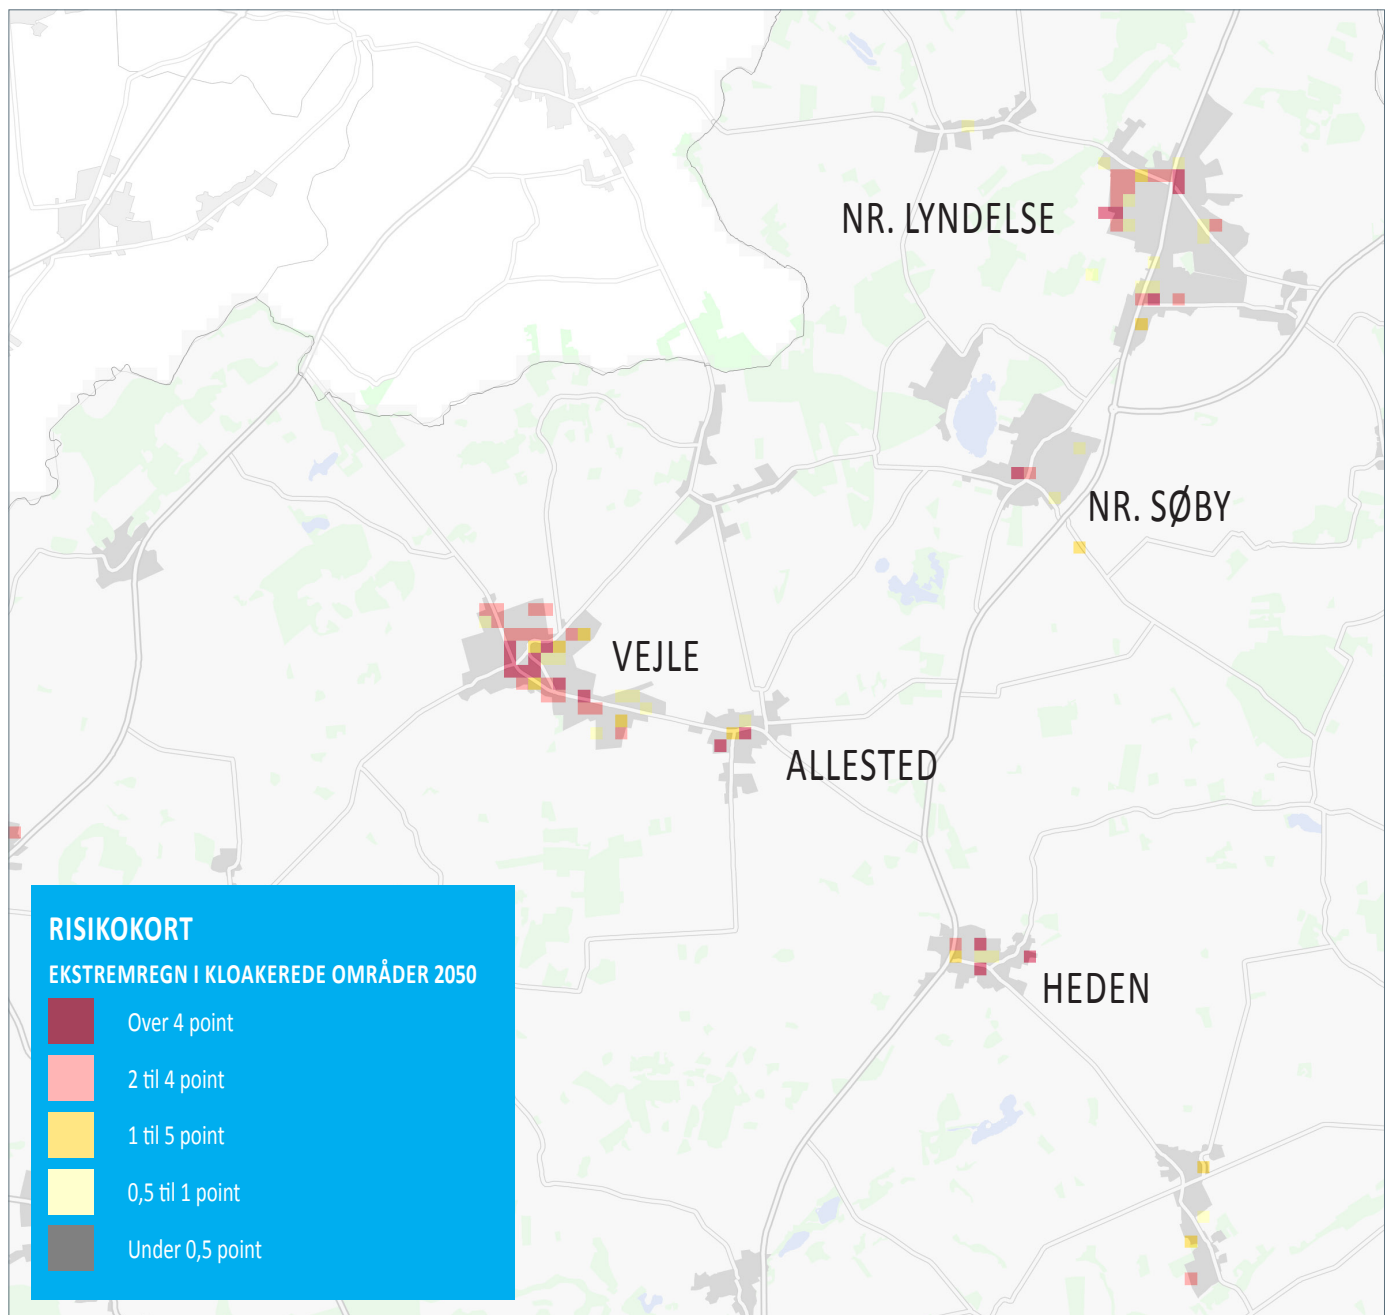 NR. LYNDELSE
NR. SØBY
VEJLE
ALLESTED
HEDEN
RISIKOKORT
EKSTREMREGN I KLOAKEREDE OMRÅDER 2050
Over 4 point
2 til 4 point
1 til 5 point
0,5 til 1 point
Under 0,5 point